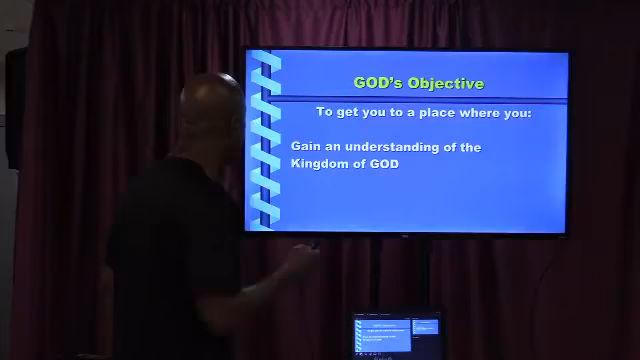 GOD's Objective
To get you to a place where you:
Gain an understanding of the
Kingdom of GOD